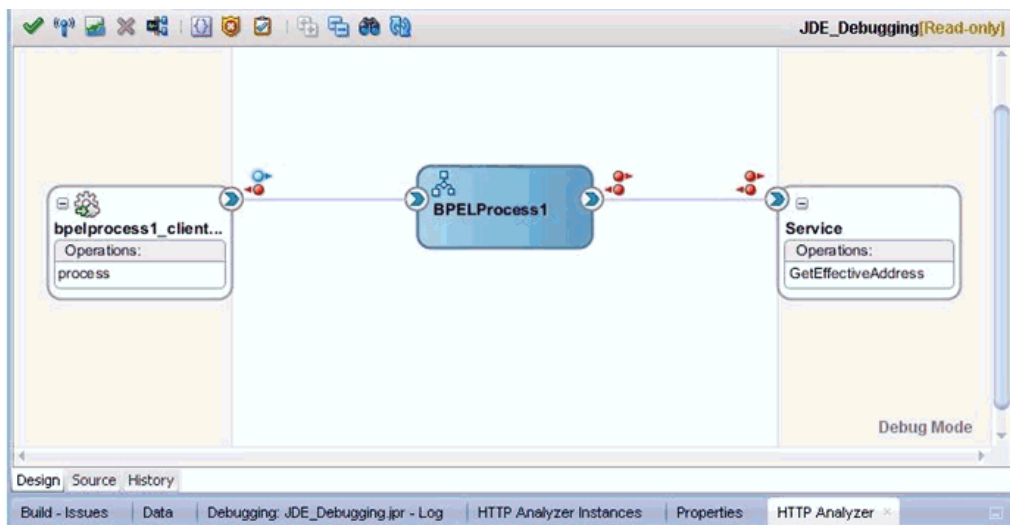 JDE_Debugging[Read-only]
bpelprocess1_client...
Operations:
process
BPELProcess1
Service
Operations:
GetEffectiveAddress
Debug Mode
Design Source History
Build - Issues Data Debugging: JDE_Debugging.jpr - Log HTTP Analyzer Instances Properties HTTP Analyzer